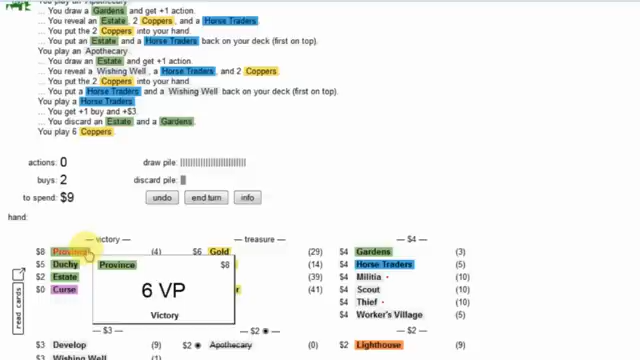 You play an Apothecary.
... You draw a Gardens and get +1 action.
... You reveal an Estate, 2 Coppers, and a Horse Traders.
... You put the 2 Coppers into your hand.
... You put an Estate and a Horse Traders back on your deck (first on top).
You play an Apothecary.
... You draw an Estate and get +1 action.
... You reveal a Wishing Well, a Horse Traders, and 2 Coppers.
... You put the 2 Coppers into your hand.
... You put a Horse Traders and a Wishing Well back on your deck (first on top).
You play a Horse Traders.
... You get +1 buy and +$3.
... You discard an Estate and a Gardens.
You play 6 Coppers.
actions: 0 draw pile:
buys: 2 discard pile:
to spend: $9 undo end turn info
hand:
— victory — — treasure — — $4 —
$8 Province (4) $6 Gold (29) $4 Gardens (3)
$5 Duchy Province $8 (14) $4 Horse Traders (5)
$2 Estate (39) $4 Militia (10)
$0 Curse 6 VP (41) $4 Scout (10)
$4 Thief (10)
Victory $4 Worker's Village (5)
read cards
— $3 — — $2 — — $2 —
$3 Develop (9) $2 Apothecary (0) $2 Lighthouse (9)
Wishing Well